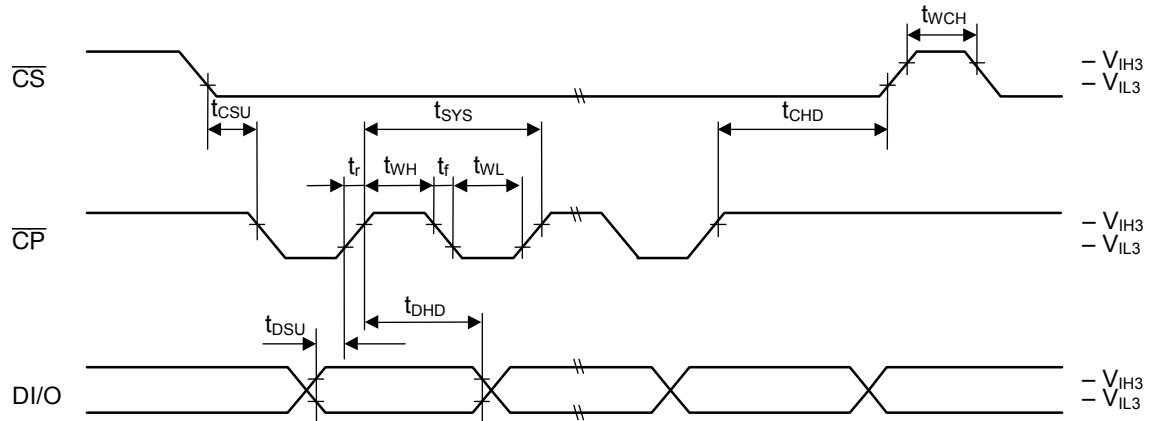 tWCH
CS
– VIH3
– VIL3
tCSU
tSYS
tCHD
tr
tWH
tf
tWL
CP
– VIH3
– VIL3
tDSU
tDHD
DI/O
– VIH3
– VIL3